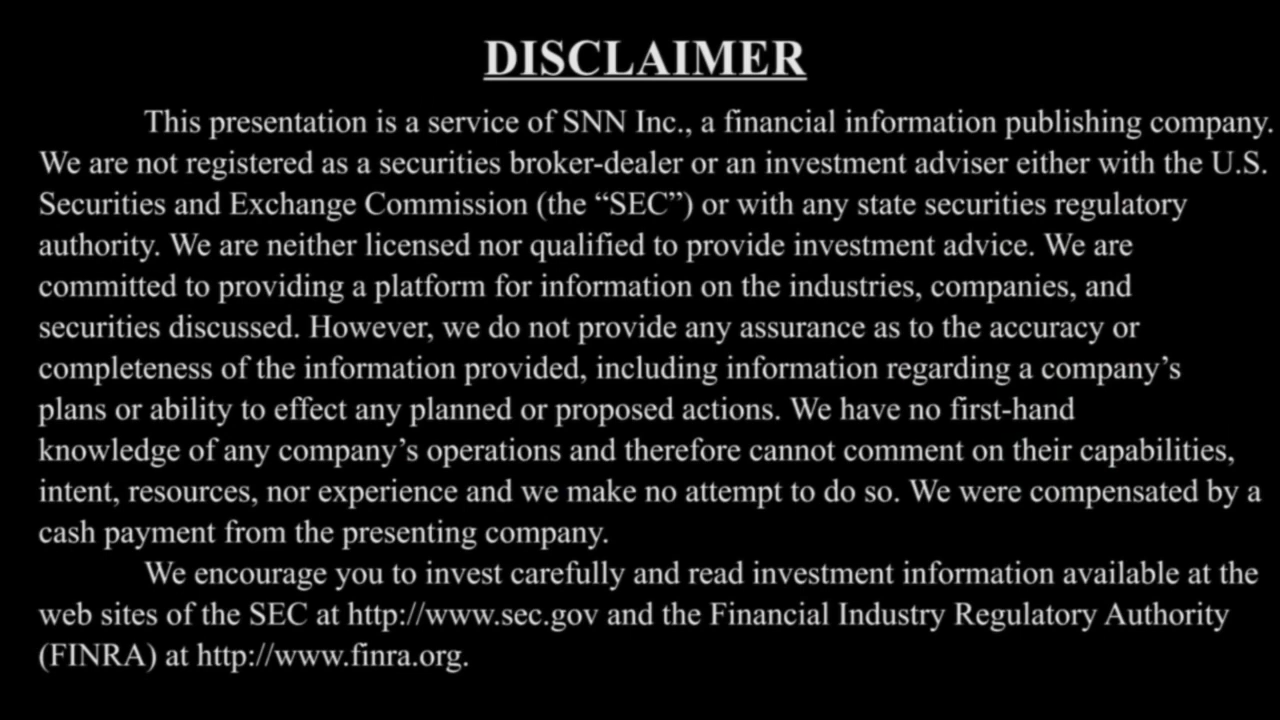 DISCLAIMER
This presentation is a service of SNN Inc., a financial information publishing company.
We are not registered as a securities broker-dealer or an investment adviser either with the U.S.
Securities and Exchange Commission (the “SEC”) or with any state securities regulatory
authority. We are neither licensed nor qualified to provide investment advice. We are
committed to providing a platform for information on the industries, companies, and
securities discussed. However, we do not provide any assurance as to the accuracy or
completeness of the information provided, including information regarding a company’s
plans or ability to effect any planned or proposed actions. We have no first-hand
knowledge of any company’s operations and therefore cannot comment on their capabilities,
intent, resources, nor experience and we make no attempt to do so. We were compensated by a
cash payment from the presenting company.
We encourage you to invest carefully and read investment information available at the
web sites of the SEC at http://www.sec.gov and the Financial Industry Regulatory Authority
(FINRA) at http://www.finra.org.